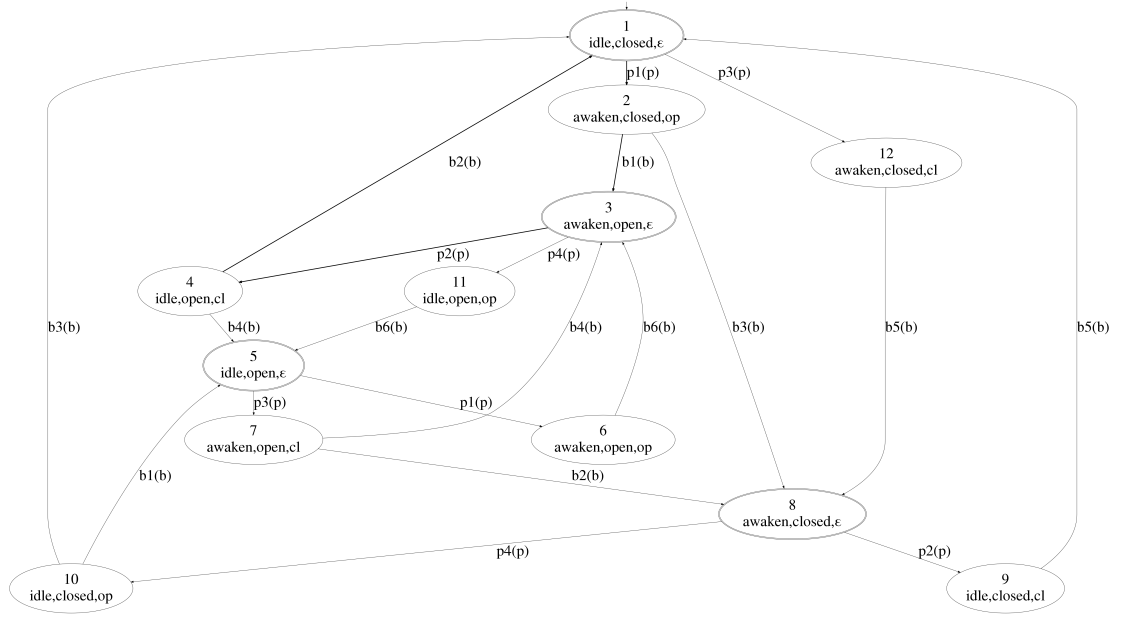 1
idle,closed,ε
p1(p)
p3(p)
2
awaken,closed,op
b2(b)
b1(b)
12
awaken,closed,cl
3
awaken,open,ε
p2(p)
p4(p)
4
idle,open,cl
11
idle,open,op
b3(b)
b4(b)
b6(b)
b4(b)
b6(b)
b3(b)
b5(b)
b5(b)
5
idle,open,ε
p3(p)
p1(p)
7
awaken,open,cl
6
awaken,open,op
b1(b)
b2(b)
8
awaken,closed,ε
p4(p)
p2(p)
10
idle,closed,op
9
idle,closed,cl